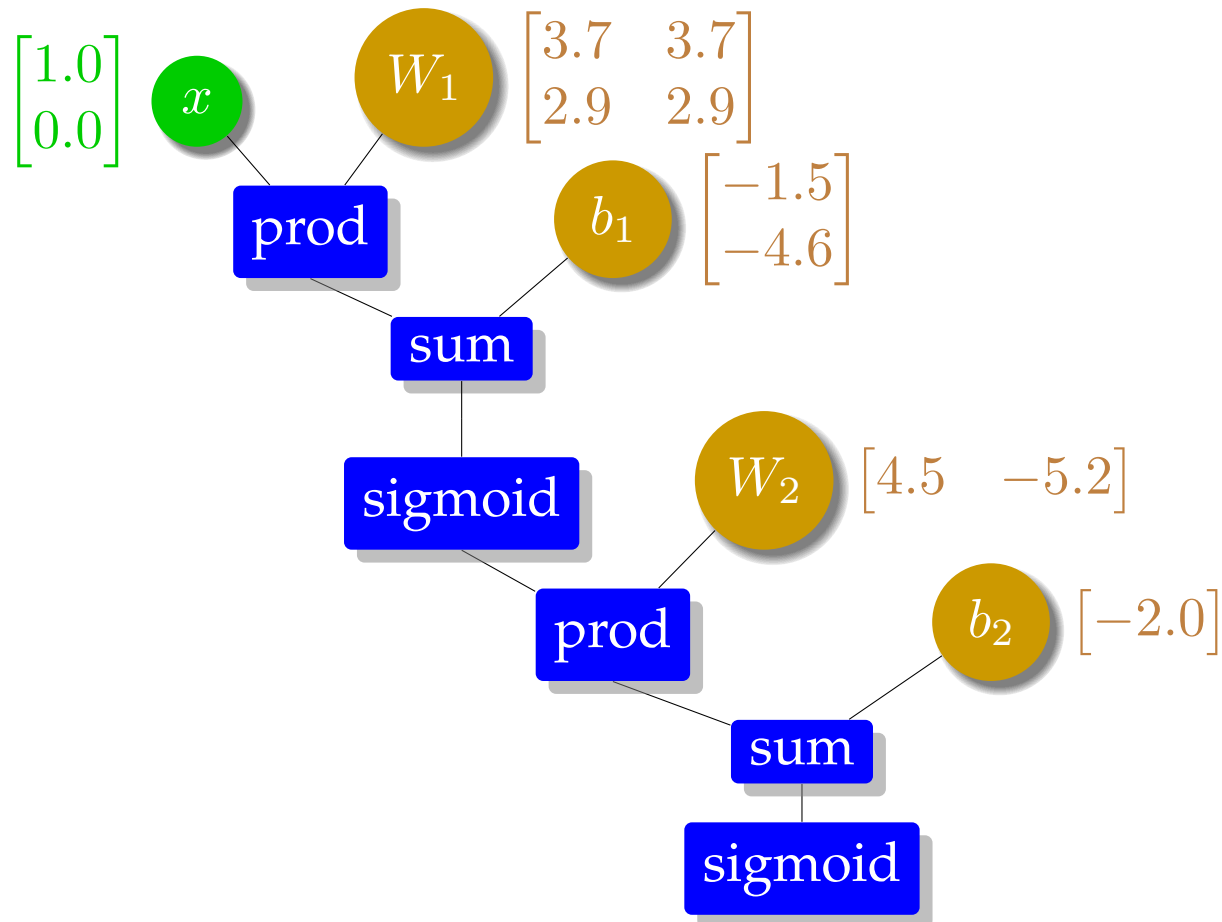 [1.0
0.0]
x
W₁
[3.7 3.7
2.9 2.9]
prod
b₁
[−1.5
−4.6]
sum
sigmoid
W₂
[4.5 −5.2]
prod
b₂
[−2.0]
sum
sigmoid